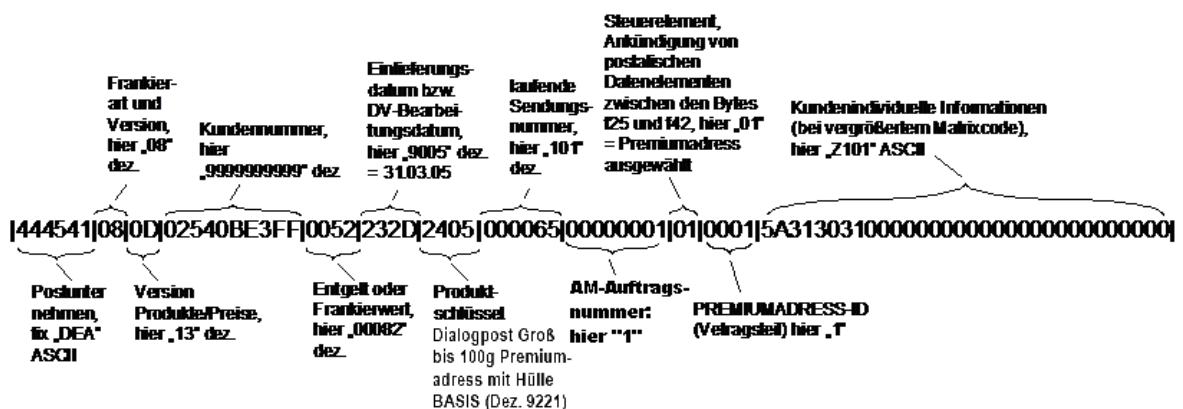 Frankier-
art und
Version,
hier „08"
dez.
Kundennummer,
hier
„9999999999" dez.
Einlieferungs-
datum bzw.
DV-Bearbei-
tungsdatum,
hier „9005" dez.
= 31.03.05
laufende
Sendungs-
nummer,
hier „101"
dez.
Steuerelement,
Ankündigung von
postalischen
Datenelementen
zwischen den Bytes
f25 und f42, hier „01"
= Premiumadress
ausgewählt
Kundenindividuelle Informationen
(bei vergrößertem Matrixcode),
hier „Z101" ASCII
|444541|08|0D|02540BE3FF|0052|232D|2405|000065|00000001|01|0001|5A313031000000000000000000000000|
Postunter
nehmen,
fix „DEA"
ASCII
Version
Produkte/Preise,
hier „13" dez.
Entgelt oder
Frankierwert,
hier „00082"
dez.
Produkt-
schlüssel
Dialogpost Groß
bis 100g Premium-
adress mit Hülle
BASIS (Dez. 9221)
AM-Auftrags-
nummer:
hier "1"
PREMIUMADRESS-ID
(Vetragsteil) hier „1"